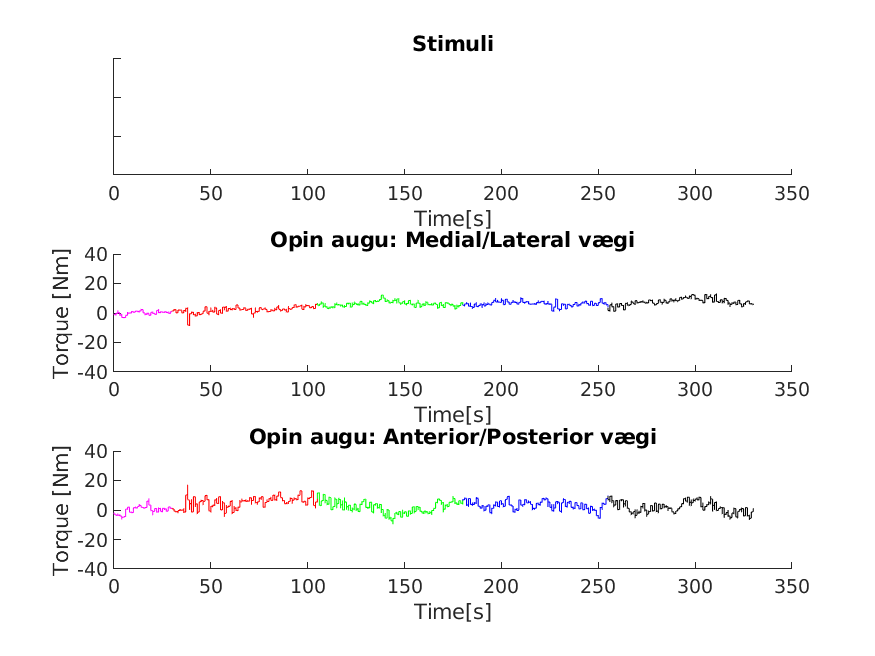 Stimuli
0 50 100 150 200 250 300 350
Time[s]
Opin augu: Medial/Lateral vægi
40
20
0
-20
-40
Torque [Nm]
0 50 100 150 200 250 300 350
Time[s]
Opin augu: Anterior/Posterior vægi
40
20
0
-20
-40
Torque [Nm]
0 50 100 150 200 250 300 350
Time[s]